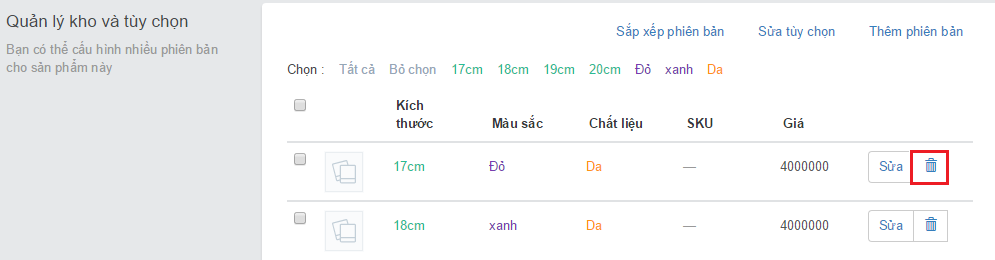 Quản lý kho và tùy chọn
Bạn có thể cấu hình nhiều phiên bản
cho sản phẩm này
Sắp xếp phiên bản Sửa tùy chọn Thêm phiên bản
Chọn : Tất cả Bỏ chọn 17cm 18cm 19cm 20cm Đỏ xanh Da
Kích
thước Màu sắc Chất liệu SKU Giá
17cm Đỏ Da — 4000000 Sửa
18cm xanh Da — 4000000 Sửa